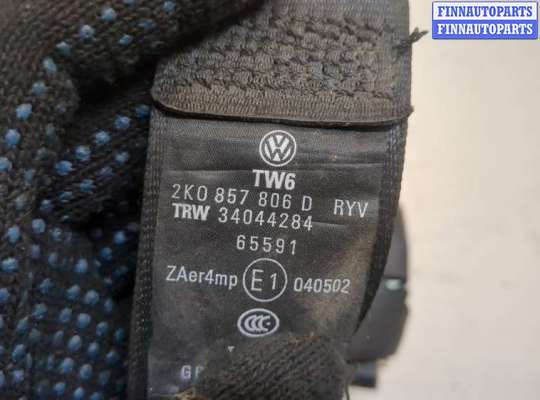 FINNAUTOPARTS
FINNAUTOPARTS
VW
TW6
2K0 857 806 D RYV
TRW 34044284
65591
ZAer4mp E1 040502
CCC